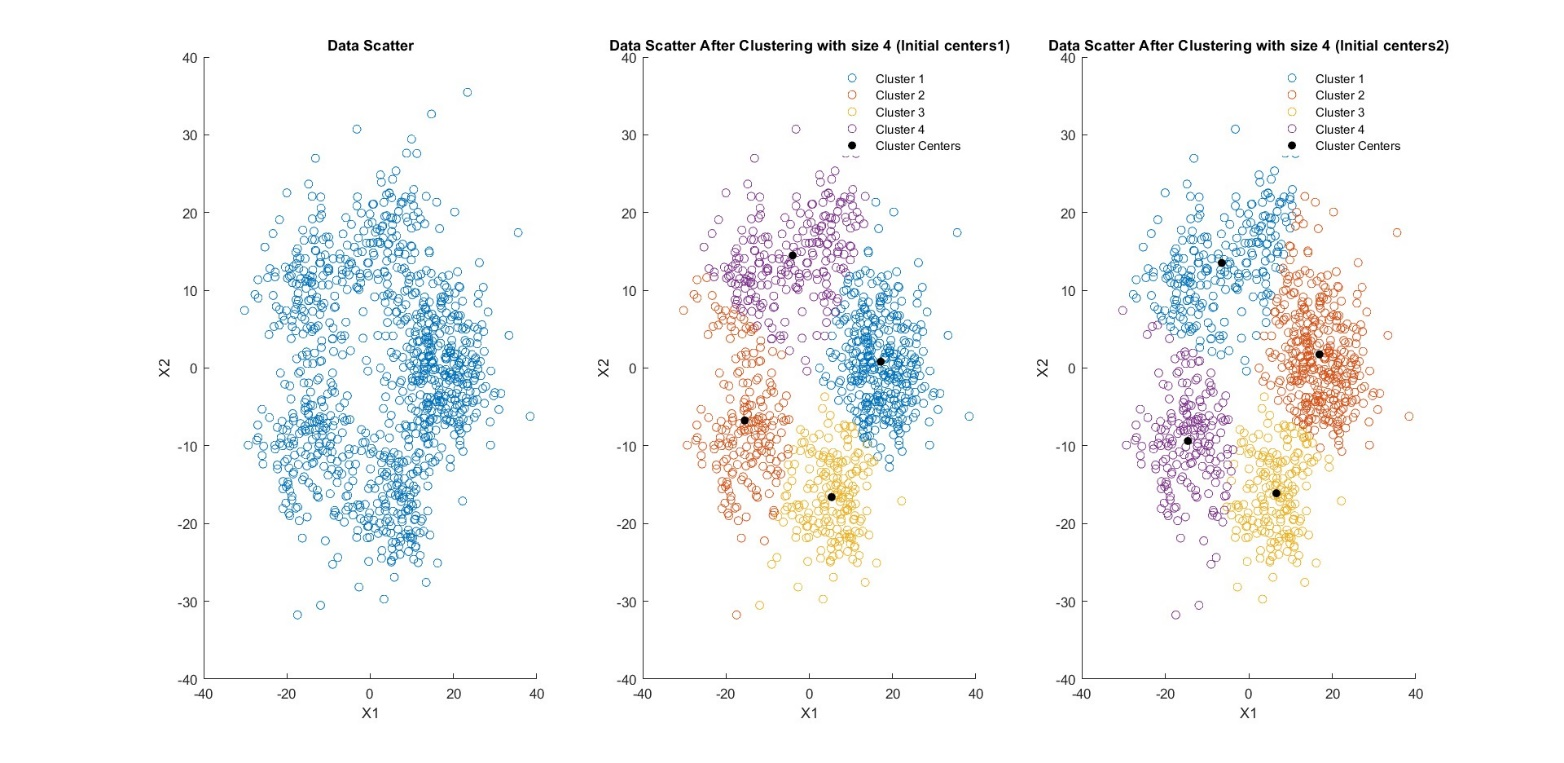 Data Scatter
40
30
20
10
0
-10
-20
-30
-40
-40
-20
0
20
40
X1
X2
Data Scatter After Clustering with size 4 (Initial centers1)
Cluster 1
Cluster 2
Cluster 3
Cluster 4
Cluster Centers
40
30
20
10
0
-10
-20
-30
-40
-40
-20
0
20
40
X1
X2
Data Scatter After Clustering with size 4 (Initial centers2)
Cluster 1
Cluster 2
Cluster 3
Cluster 4
Cluster Centers
40
30
20
10
0
-10
-20
-30
-40
-40
-20
0
20
40
X1
X2